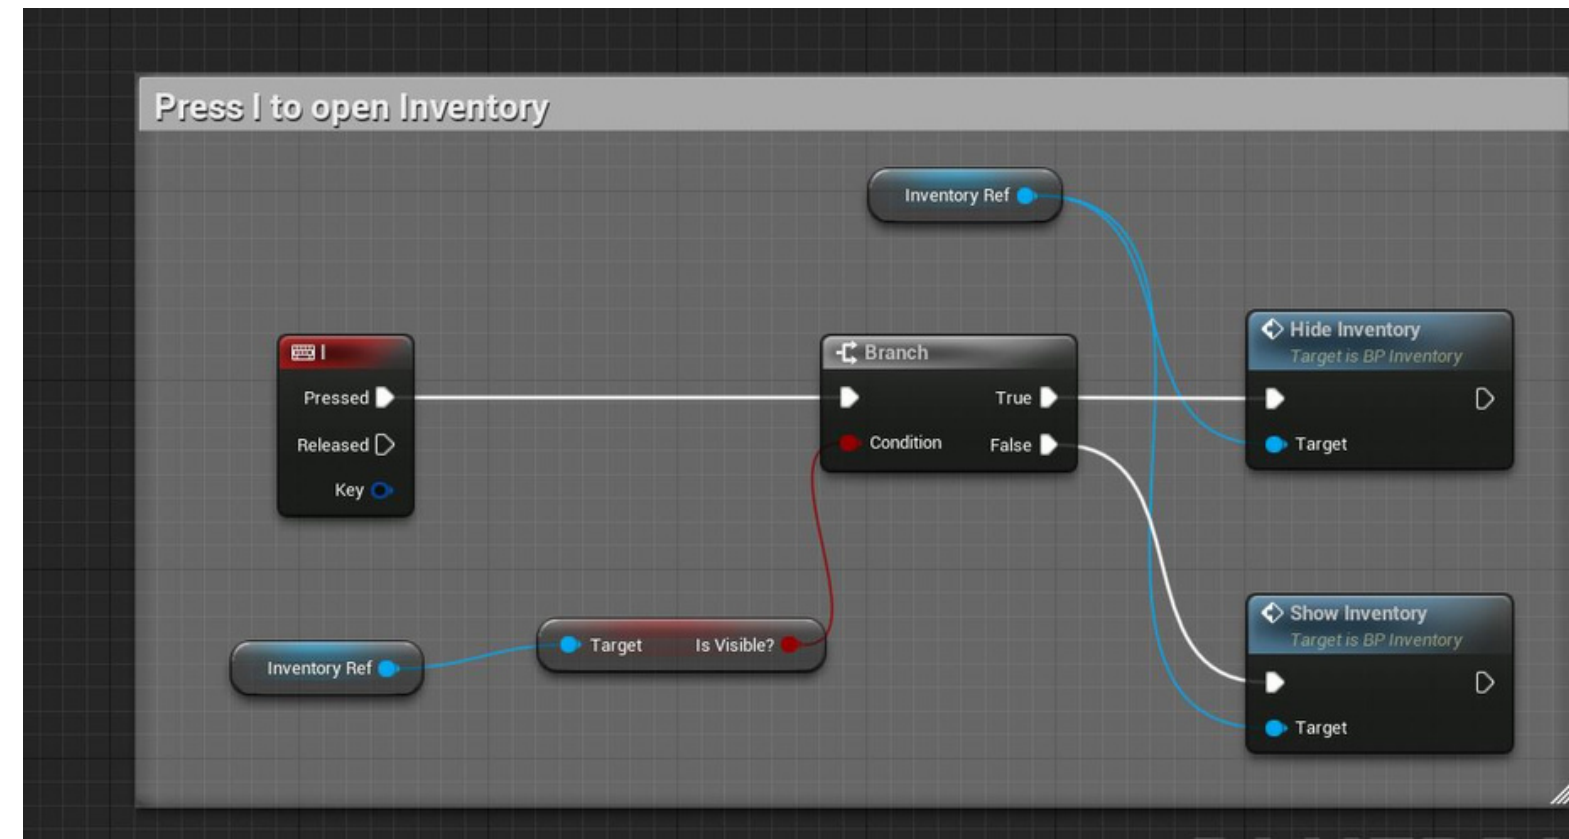 Press I to open Inventory
Inventory Ref
I
Pressed
Released
Key
Branch
True
Condition
False
Hide Inventory
Target is BP Inventory
Target
Inventory Ref
Target
Is Visible?
Show Inventory
Target is BP Inventory
Target